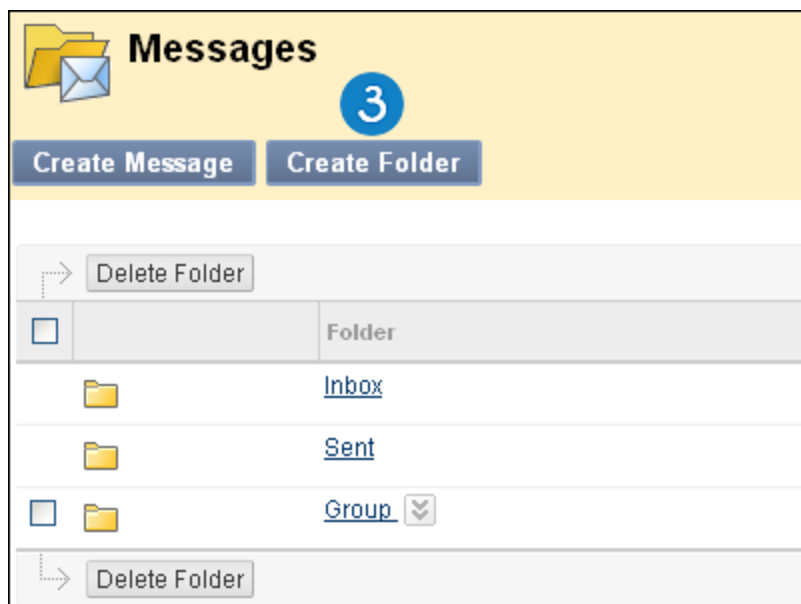 Messages
3
Create Message Create Folder
Delete Folder
Folder
Inbox
Sent
Group
Delete Folder